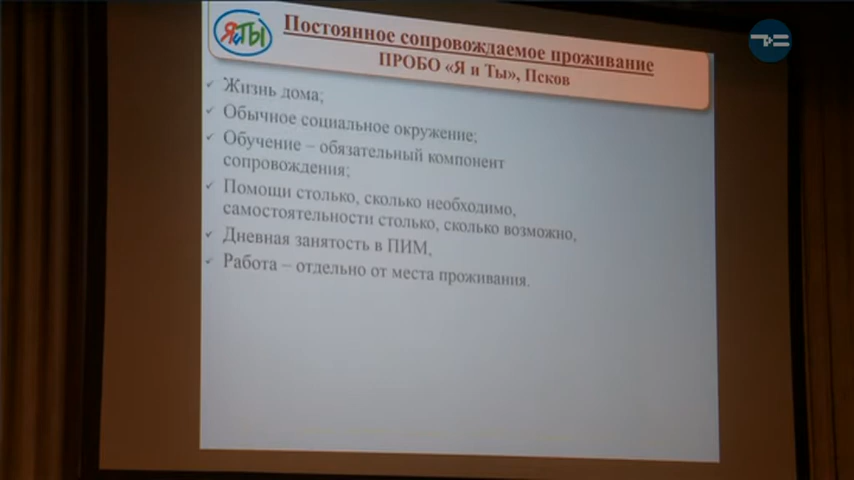 Я и ТЫ
Постоянное сопровождаемое проживание
ПРОБО «Я и Ты», Псков
Жизнь дома;
Обычное социальное окружение;
Обучение – обязательный компонент
сопровождения;
Помощи столько, сколько необходимо,
самостоятельности столько, сколько возможно,
Дневная занятость в ПИМ,
Работа – отдельно от места проживания.